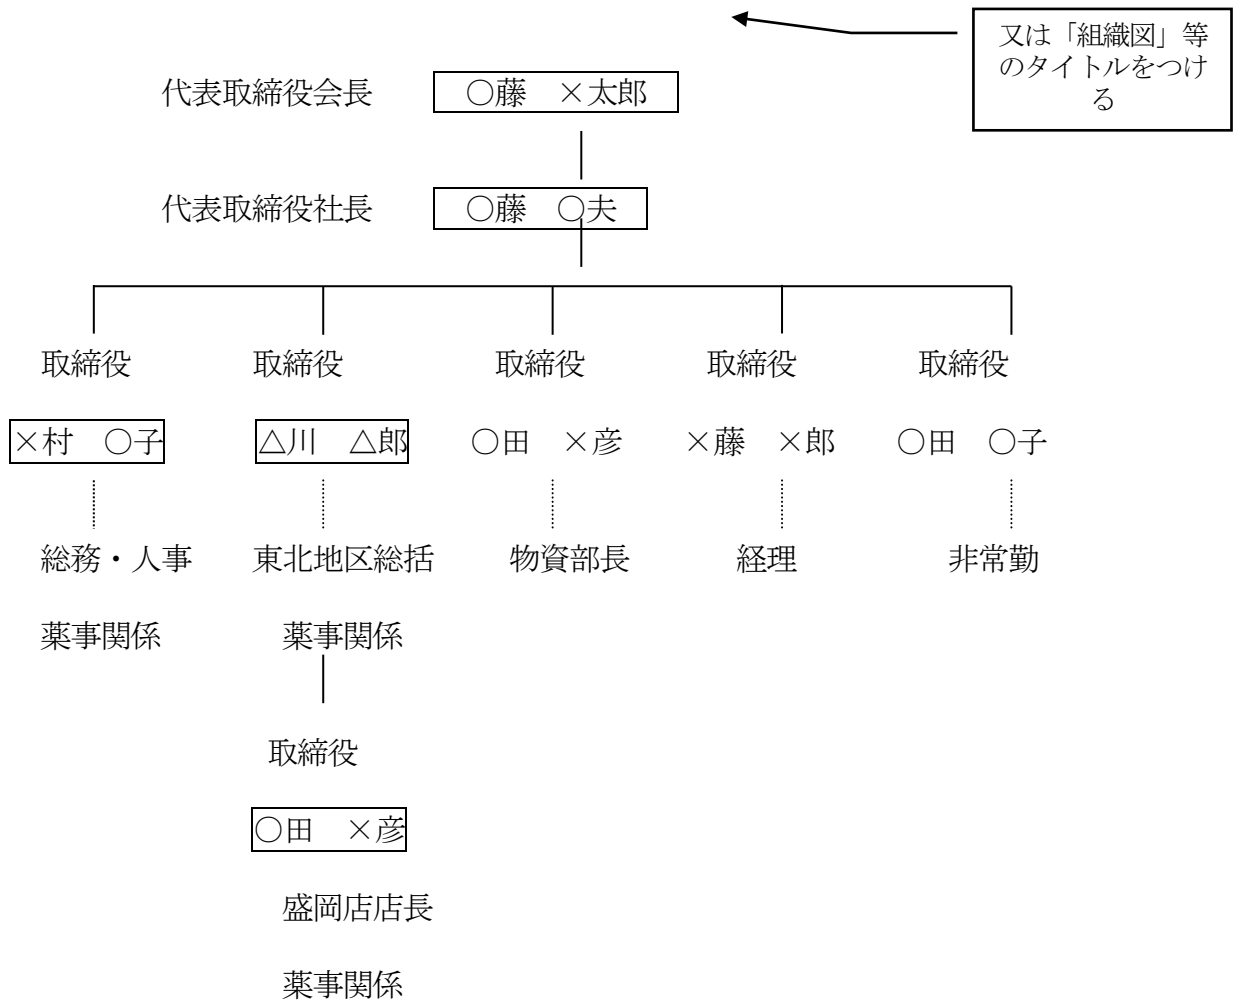 又は「組織図」等
のタイトルをつけ
る
代表取締役会長　○藤　×太郎
代表取締役社長　○藤　○夫
取締役　取締役　取締役　取締役　取締役
×村　○子　△川　△郎　○田　×彦　×藤　×郎　○田　○子
総務・人事　東北地区総括　物資部長　経理　非常勤
薬事関係　薬事関係
取締役
○田　×彦
盛岡店店長
薬事関係